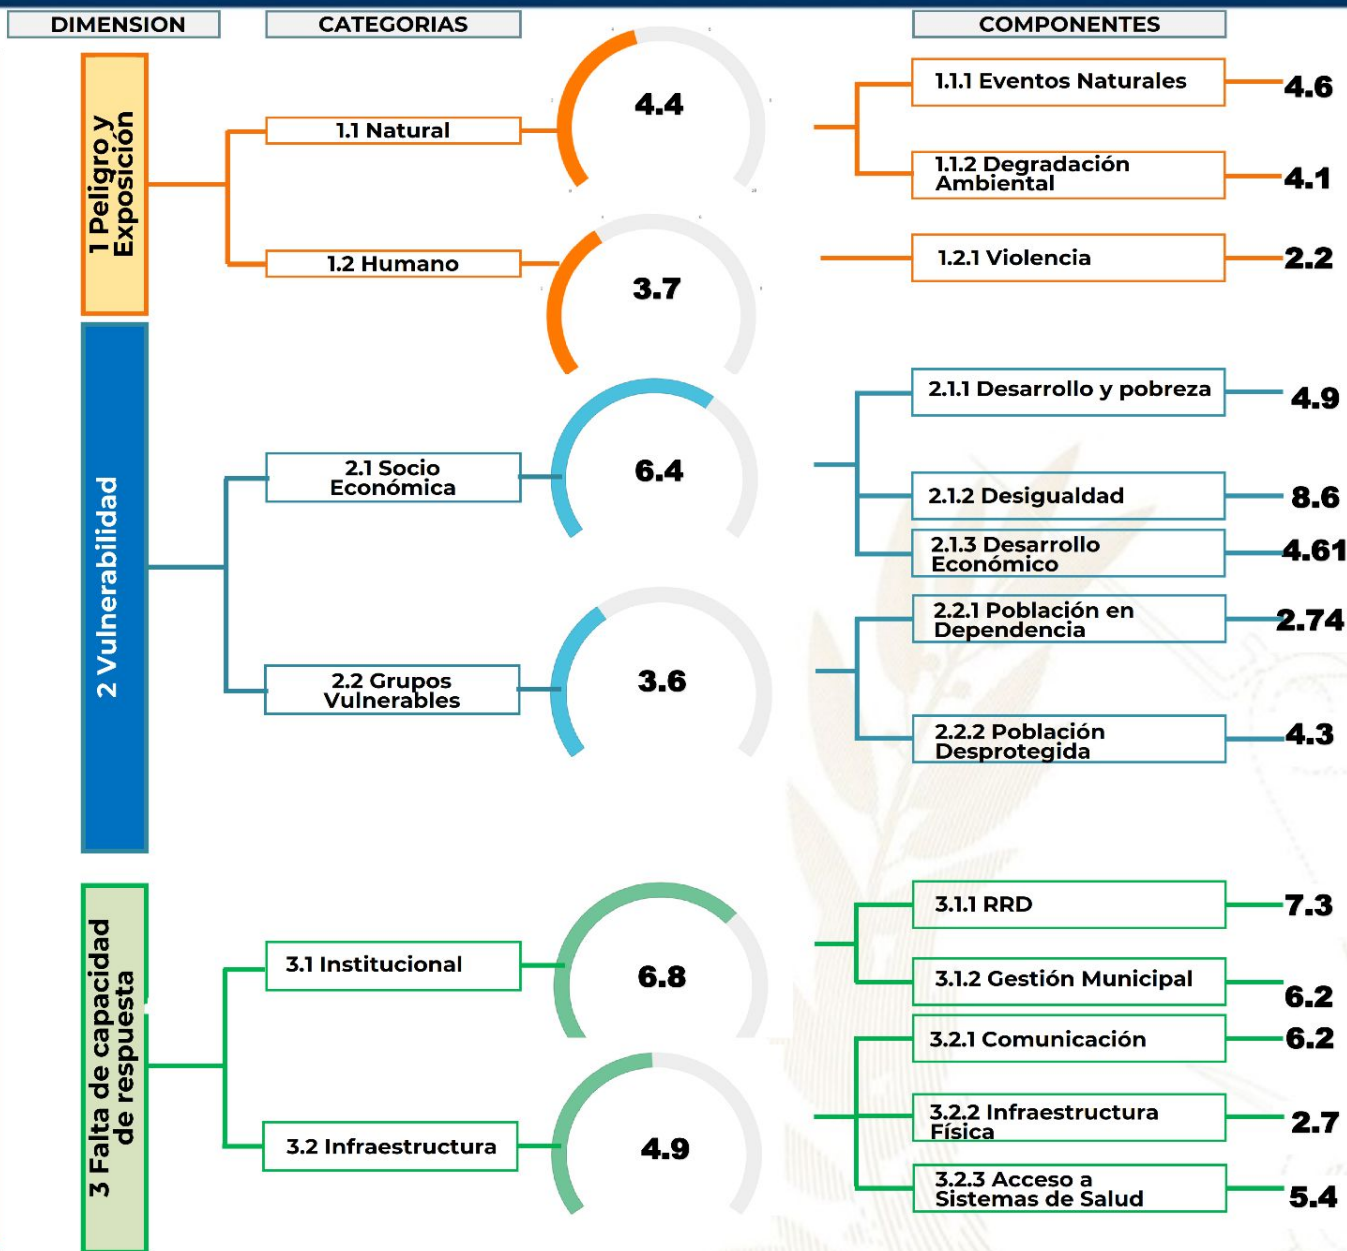 DIMENSION
CATEGORIAS
COMPONENTES
1 Peligro y
Exposición
1.1 Natural
4.4
1.1.1 Eventos Naturales
4.6
1.1.2 Degradación
Ambiental
4.1
1.2 Humano
3.7
1.2.1 Violencia
2.2
2 Vulnerabilidad
2.1 Socio
Económica
6.4
2.1.1 Desarrollo y pobreza
4.9
2.1.2 Desigualdad
8.6
2.1.3 Desarrollo
Económico
4.61
2.2 Grupos
Vulnerables
3.6
2.2.1 Población en
Dependencia
2.74
2.2.2 Población
Desprotegida
4.3
3 Falta de capacidad
de respuesta
3.1 Institucional
6.8
3.1.1 RRD
7.3
3.1.2 Gestión Municipal
6.2
3.2 Infraestructura
4.9
3.2.1 Comunicación
6.2
3.2.2 Infraestructura
Física
2.7
3.2.3 Acceso a
Sistemas de Salud
5.4